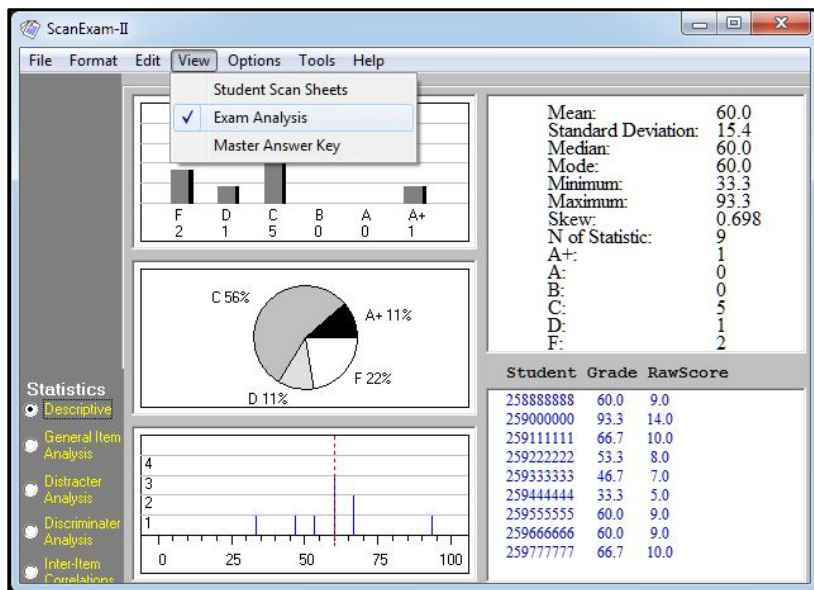 ScanExam-II
File Format Edit View Options Tools Help
Student Scan Sheets
Exam Analysis
Master Answer Key
F D C B A A+
2 1 5 0 0 1
C 56%
A+ 11%
F 22%
D 11%
4
3
2
1
0 25 50 75 100
Mean: 60.0
Standard Deviation: 15.4
Median: 60.0
Mode: 60.0
Minimum: 33.3
Maximum: 93.3
Skew: 0.698
N of Statistic: 9
A+: 1
A: 0
B: 0
C: 5
D: 1
F: 2
Student Grade RawScore
258888888 60.0 9.0
259000000 93.3 14.0
259111111 66.7 10.0
259222222 53.3 8.0
259333333 46.7 7.0
259444444 33.3 5.0
259555555 60.0 9.0
259666666 60.0 9.0
259777777 66.7 10.0
Statistics
Descriptive
General Item
Analysis
Distracter
Analysis
Discriminater
Analysis
Inter-Item
Correlations